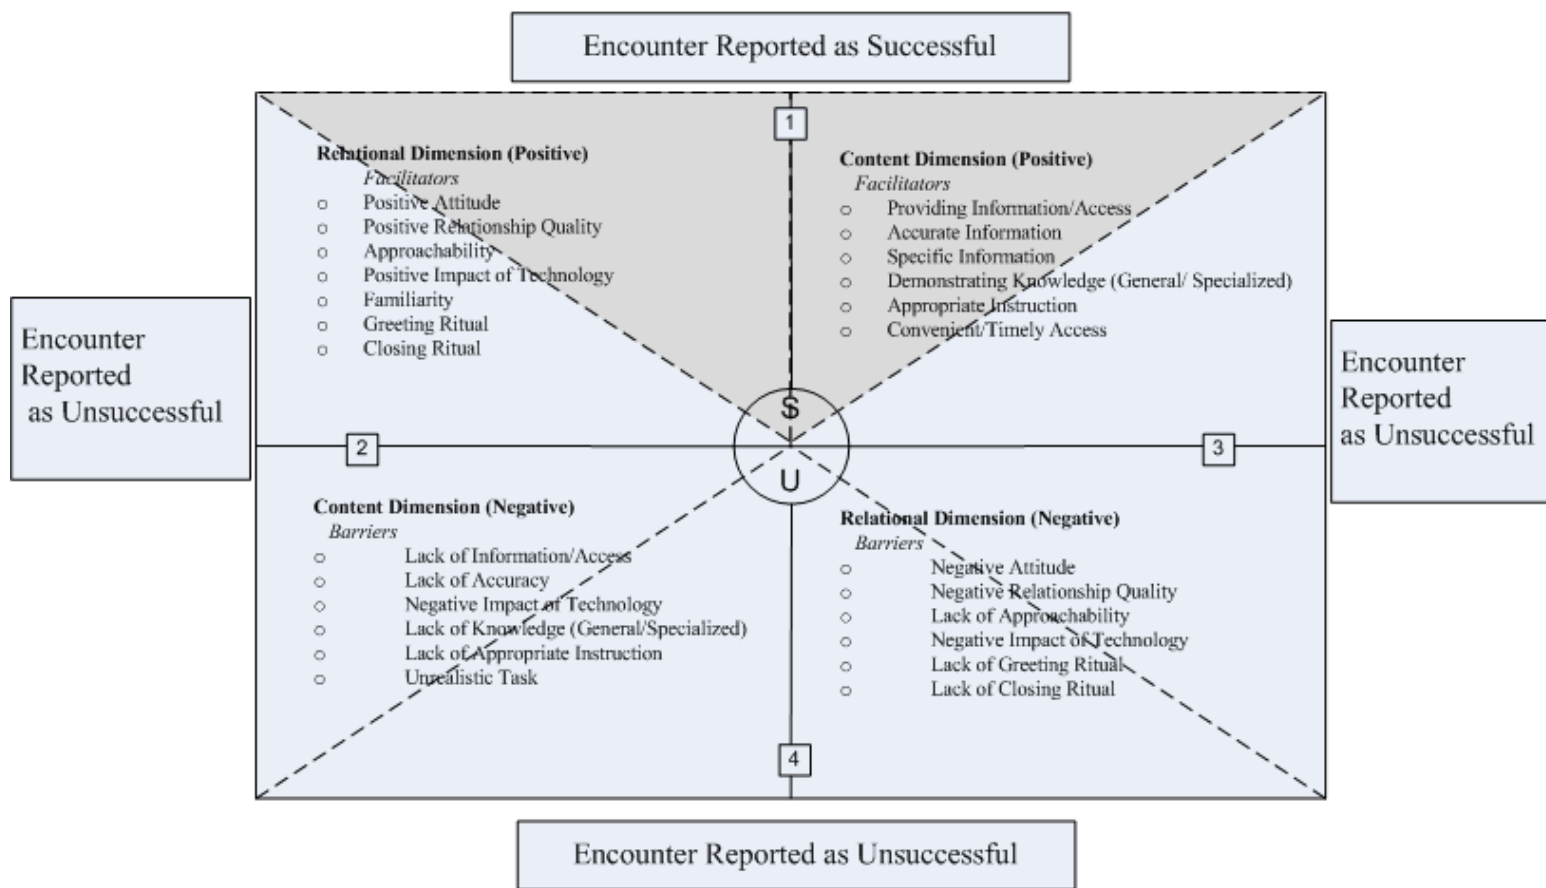 Encounter Reported as Successful
1
Relational Dimension (Positive)
Facilitators
o Positive Attitude
o Positive Relationship Quality
o Approachability
o Positive Impact of Technology
o Familiarity
o Greeting Ritual
o Closing Ritual
Content Dimension (Positive)
Facilitators
o Providing Information/Access
o Accurate Information
o Specific Information
o Demonstrating Knowledge (General/ Specialized)
o Appropriate Instruction
o Convenient/Timely Access
Encounter
Reported
as Unsuccessful
Encounter
Reported
as Unsuccessful
S
2
3
U
Content Dimension (Negative)
Barriers
o Lack of Information/Access
o Lack of Accuracy
o Negative Impact of Technology
o Lack of Knowledge (General/Specialized)
o Lack of Appropriate Instruction
o Unrealistic Task
Relational Dimension (Negative)
Barriers
o Negative Attitude
o Negative Relationship Quality
o Lack of Approachability
o Negative Impact of Technology
o Lack of Greeting Ritual
o Lack of Closing Ritual
4
Encounter Reported as Unsuccessful